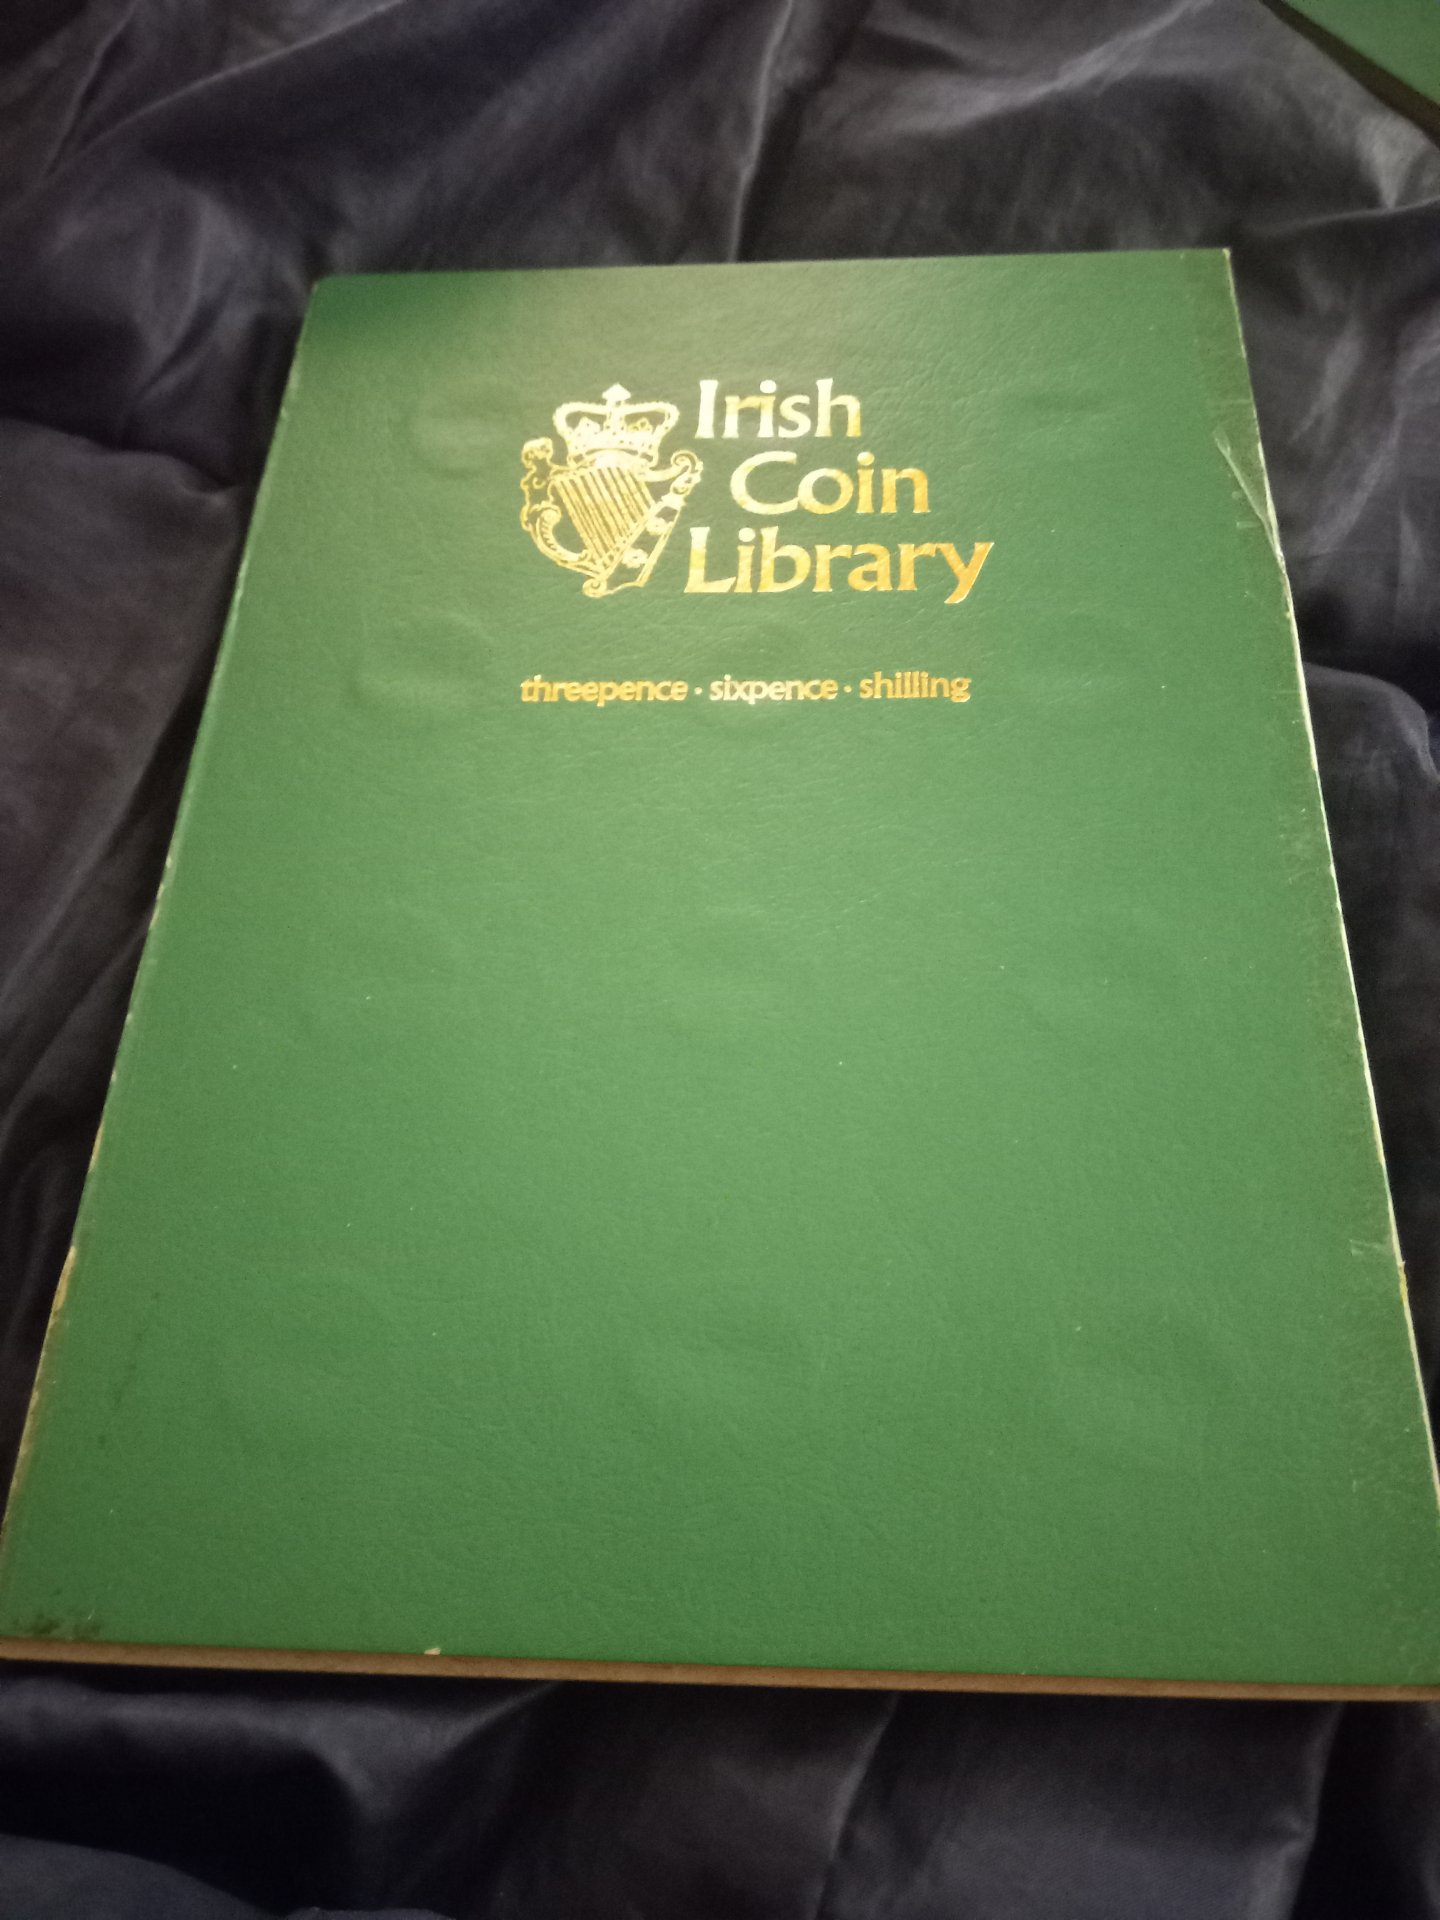 Irish
Coin
Library
threepence · sixpence · shilling